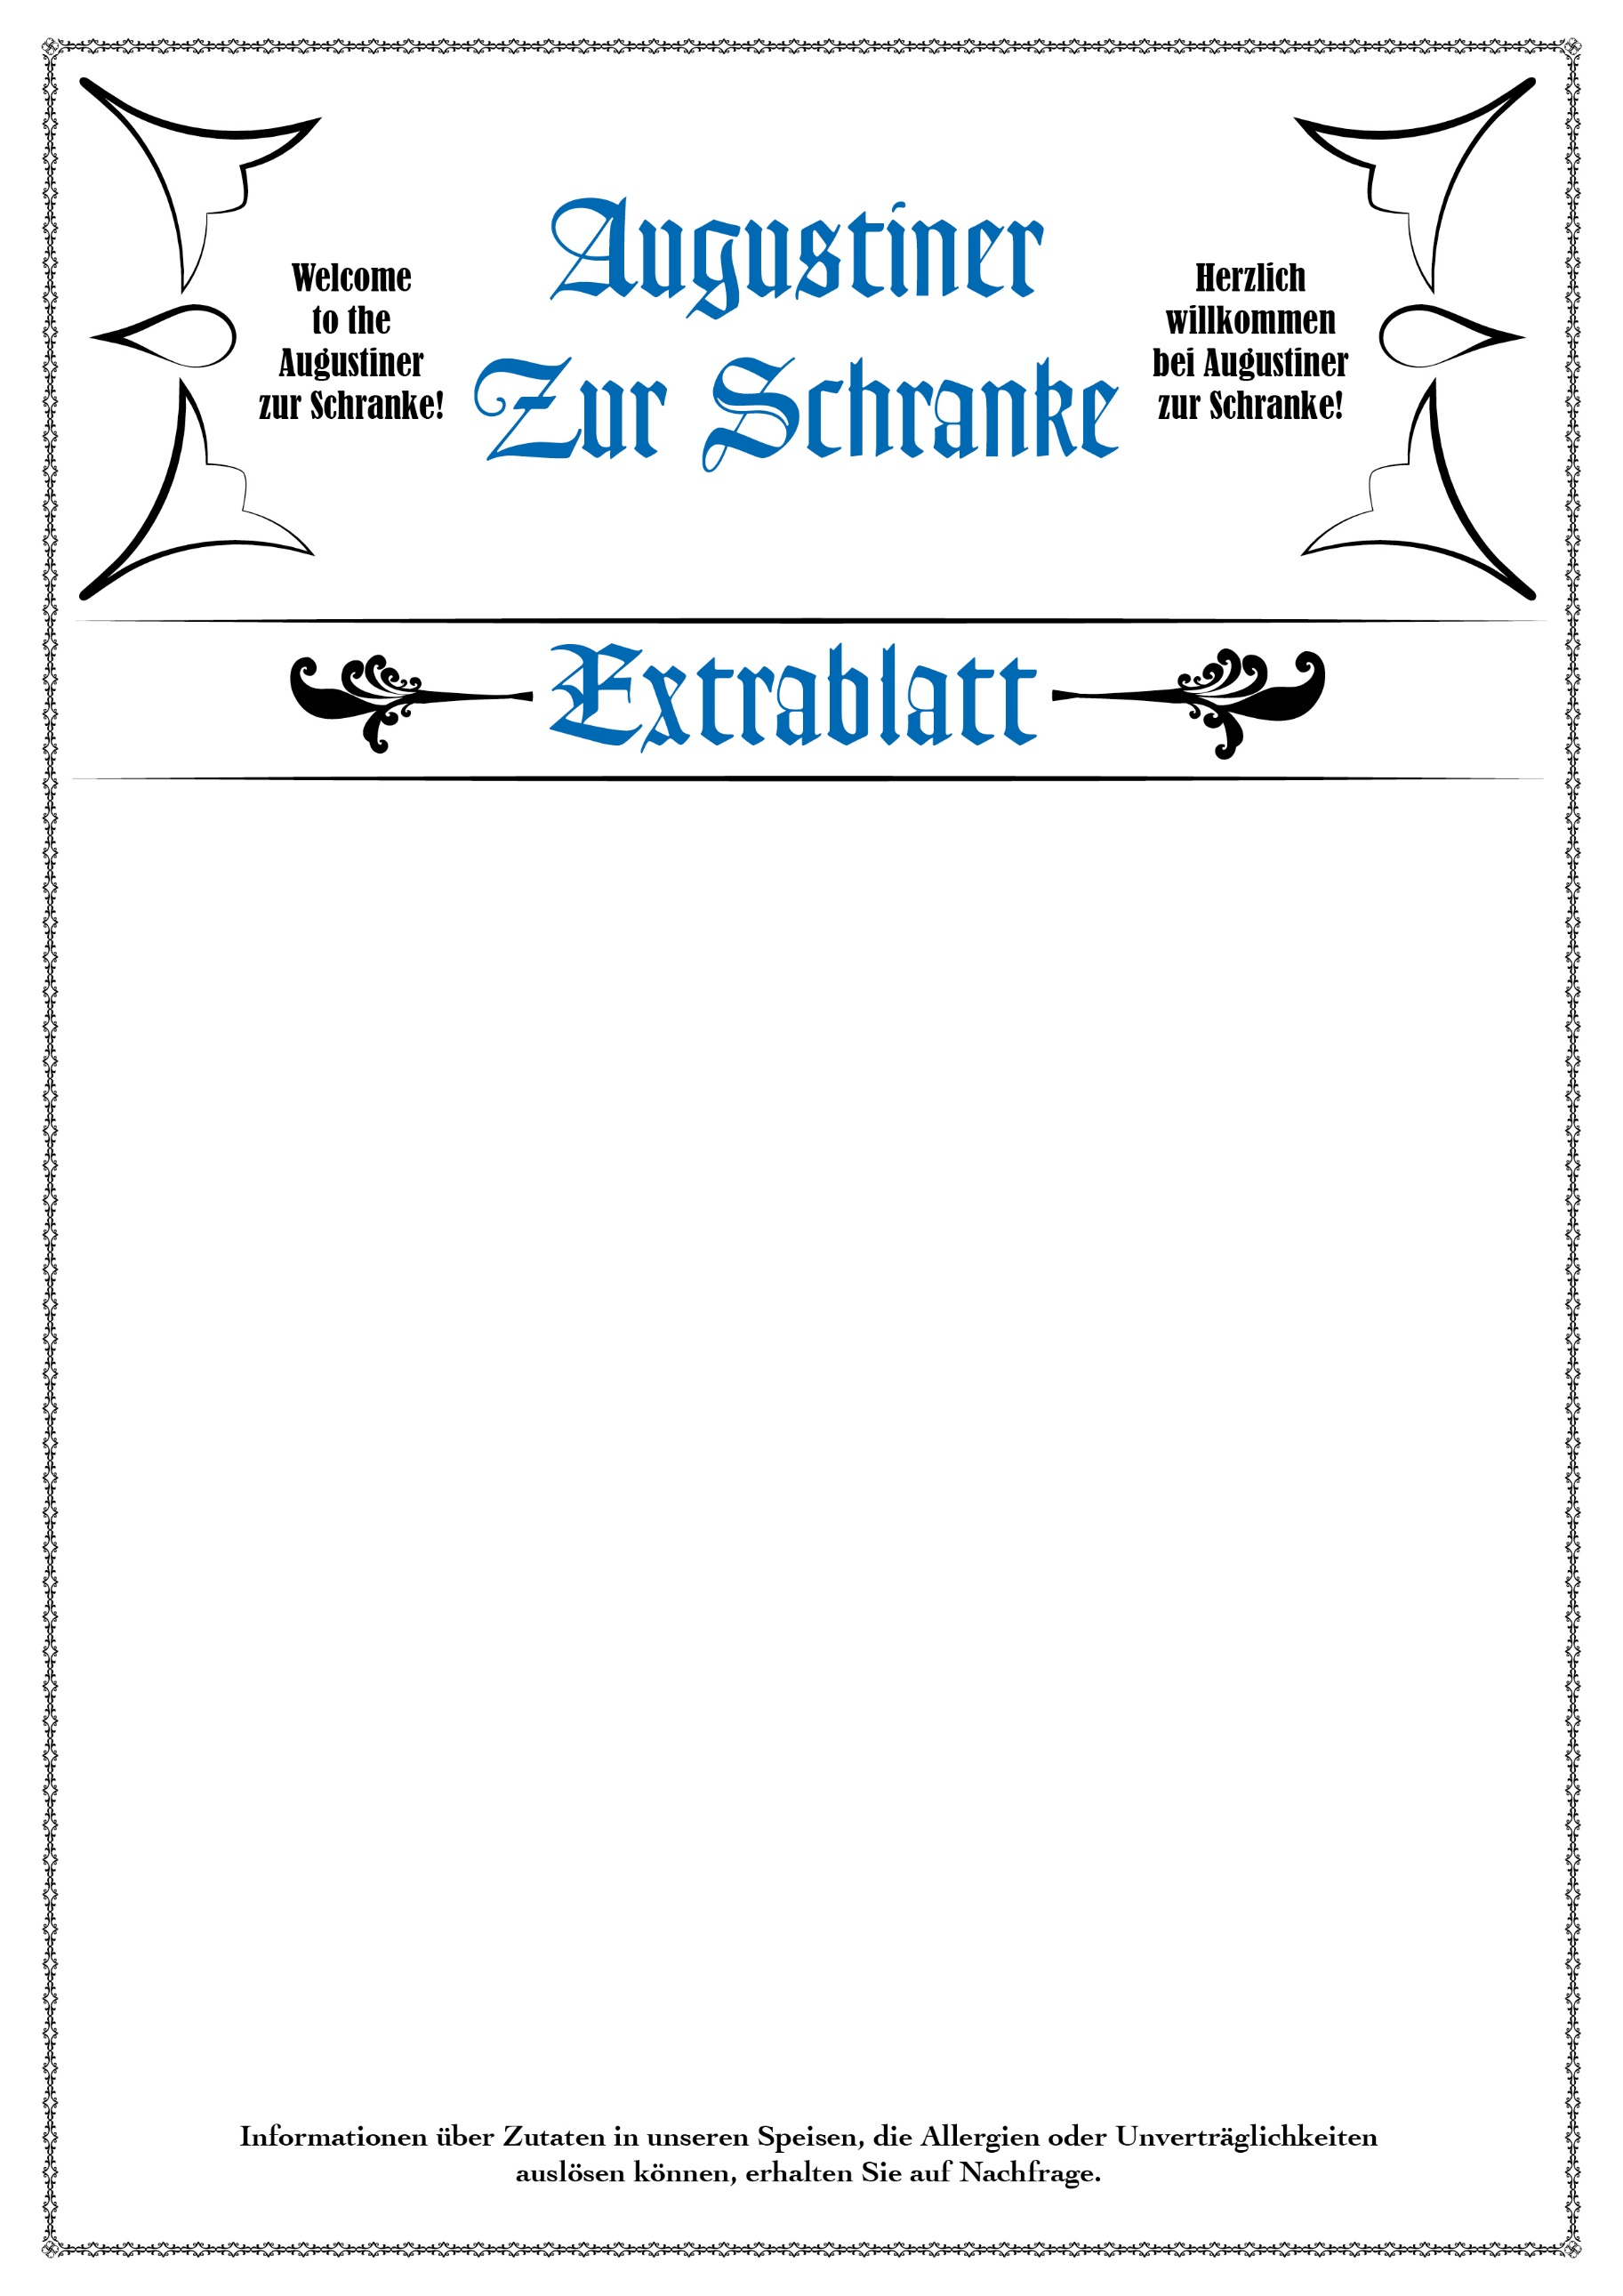 Augustiner
Zur Schranke
Welcome
to the
Augustiner
zur Schranke!
Herzlich
willkommen
bei Augustiner
zur Schranke!
Extrablatt
Informationen über Zutaten in unseren Speisen, die Allergien oder Unverträglichkeiten
auslösen können, erhalten Sie auf Nachfrage.